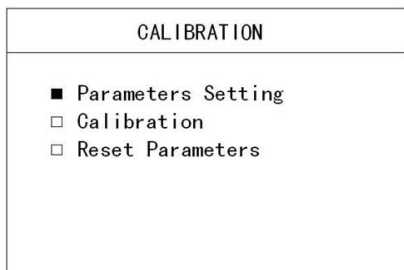 CALIBRATION
■ Parameters Setting
□ Calibration
□ Reset Parameters